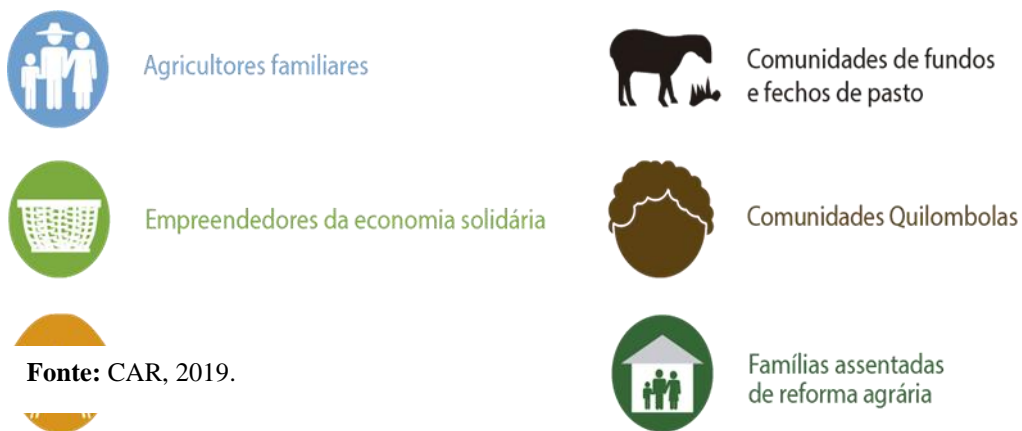 Agricultores familiares
Empreendedores da economia solidária
Fonte: CAR, 2019.
Comunidades de fundos
e fechos de pasto
Comunidades Quilombolas
Famílias assentadas
de reforma agrária